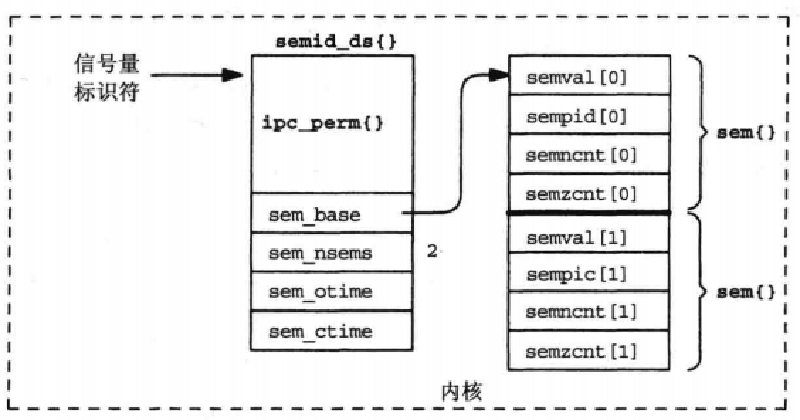 semid_ds{}
信号量
标识符
ipc_perm{}
sem_base
sem_nsems
2
sem_otime
sem_ctime
semval[0]
sempid[0]
semncnt[0]
semzcnt[0]
sem{}
semval[1]
sempic[1]
semncnt[1]
semzcnt[1]
sem{}
内核